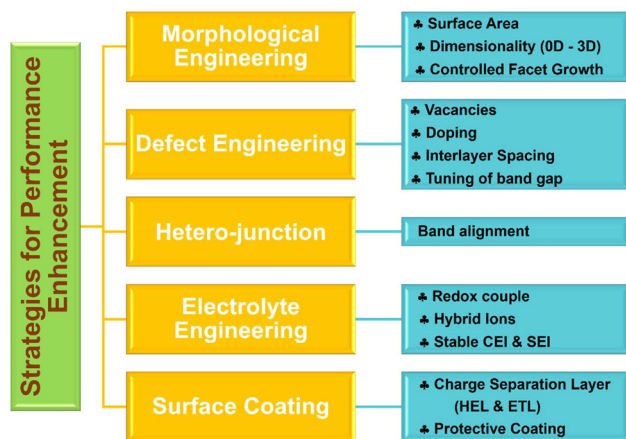 Strategies for Performance
Enhancement
Morphological
Engineering
♣ Surface Area
♣ Dimensionality (0D - 3D)
♣ Controlled Facet Growth
Defect Engineering
♣ Vacancies
♣ Doping
♣ Interlayer Spacing
♣ Tuning of band gap
Hetero-junction
Band alignment
Electrolyte
Engineering
♣ Redox couple
♣ Hybrid Ions
♣ Stable CEI & SEI
Surface Coating
♣ Charge Separation Layer
(HEL & ETL)
♣ Protective Coating